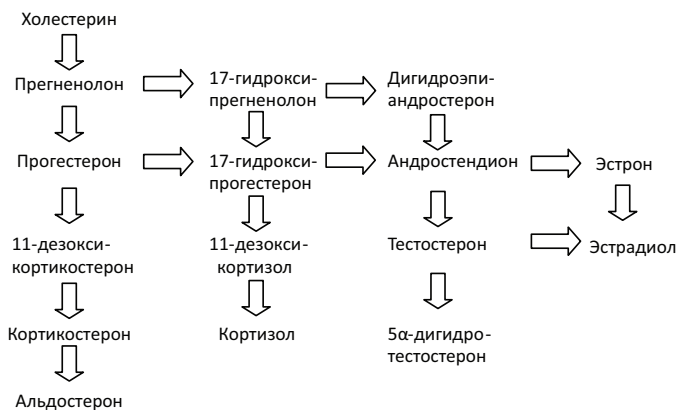 Холестерин
Прегненолон
17-гидрокси-
прегненолон
Дигидроэпи-
андростерон
Прогестерон
17-гидрокси-
прогестерон
Андростендион
Эстрон
11-дезокси-
кортикостерон
11-дезокси-
кортизол
Тестостерон
Эстрадиол
Кортикостерон
Кортизол
5α-дигидро-
тестостерон
Альдостерон